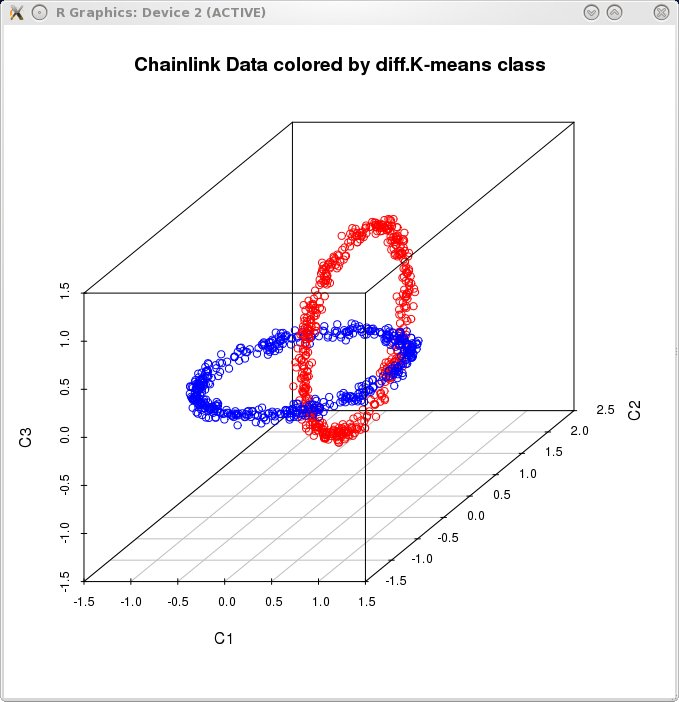 R Graphics: Device 2 (ACTIVE)
Chainlink Data colored by diff.K-means class
C3
1.5
1.0
0.5
0.0
-0.5
-1.0
-1.5
-1.5 -1.0 -0.5 0.0 0.5 1.0 1.5
C1
-1.5
-1.0
-0.5
0.0
0.5
1.0
1.5
2.0
2.5
C2